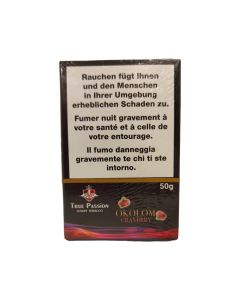 Rauchen fügt Ihnen
und den Menschen
in Ihrer Umgebung
erheblichen Schaden zu.
Fumer nuit gravement à
votre santé et à celle de
votre entourage.
Il fumo danneggia
gravemente te chi ti ste
intorno.
50g
TRUE PASSION
OKOLOM
CRANBRRY